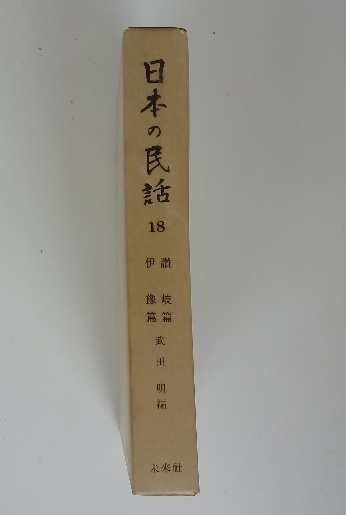 日本の民話
18
讃岐篇
伊豫篇
武田明編
未来社